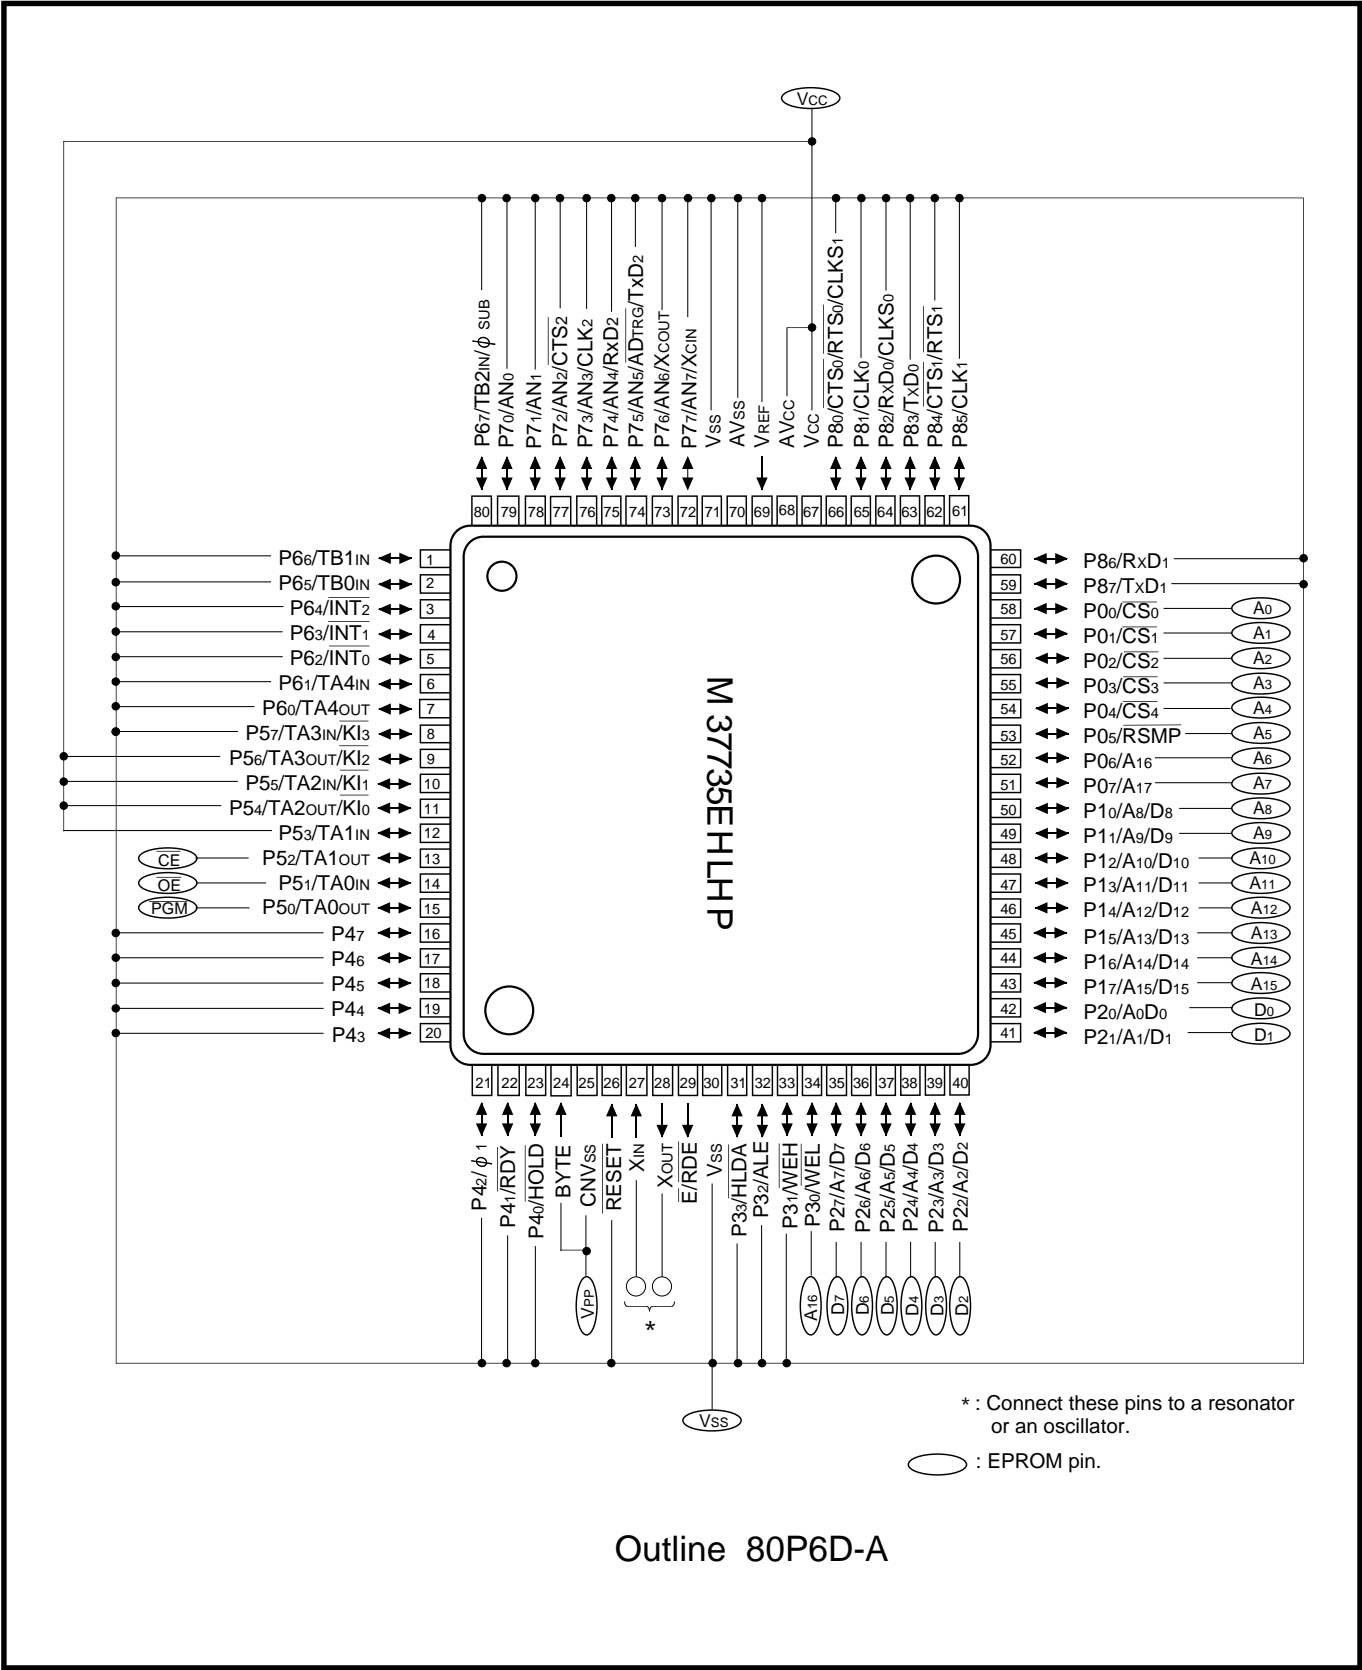 VCC
P67/TB2IN/ϕ SUB
P70/AN0
P71/AN1
P72/AN2/CTS2
P73/AN3/CLK2
P74/AN4/RxD2
P75/AN5/ADTRG/TxD2
P76/AN6/XCOUT
P77/AN7/XCIN
VSS
AVSS
VREF
AVCC
VCC
P80/CTS0/RTS0/CLKS1
P81/CLK0
P82/RxD0/CLKS0
P83/TxD0
P84/CTS1/RTS1
P85/CLK1
80 79 78 77 76 75 74 73 72 71 70 69 68 67 66 65 64 63 62 61
P66/TB1IN 1
P65/TB0IN 2
P64/INT2 3
P63/INT1 4
P62/INT0 5
P61/TA4IN 6
P60/TA4OUT 7
P57/TA3IN/KI3 8
P56/TA3OUT/KI2 9
P55/TA2IN/KI1 10
P54/TA2OUT/KI0 11
P53/TA1IN 12
CE P52/TA1OUT 13
OE P51/TA0IN 14
PGM P50/TA0OUT 15
P47 16
P46 17
P45 18
P44 19
P43 20
M 37735EHLHP
60 P86/RxD1
59 P87/TxD1
58 P00/CS0 A0
57 P01/CS1 A1
56 P02/CS2 A2
55 P03/CS3 A3
54 P04/CS4 A4
53 P05/RSMP A5
52 P06/A16 A6
51 P07/A17 A7
50 P10/A8/D8 A8
49 P11/A9/D9 A9
48 P12/A10/D10 A10
47 P13/A11/D11 A11
46 P14/A12/D12 A12
45 P15/A13/D13 A13
44 P16/A14/D14 A14
43 P17/A15/D15 A15
42 P20/A0D0 D0
41 P21/A1/D1 D1
21 22 23 24 25 26 27 28 29 30 31 32 33 34 35 36 37 38 39 40
P42/ϕ 1
P41/RDY
P40/HOLD
BYTE
CNVSS
RESET
XIN
XOUT
E/RDE
VSS
P33/HLDA
P32/ALE
P31/WEH
P30/WEL
P27/A7/D7
P26/A6/D6
P25/A5/D5
P24/A4/D4
P23/A3/D3
P22/A2/D2
VPP
*
A16
D7
D6
D5
D4
D3
D2
VSS
* : Connect these pins to a resonator
or an oscillator.
: EPROM pin.
Outline 80P6D-A